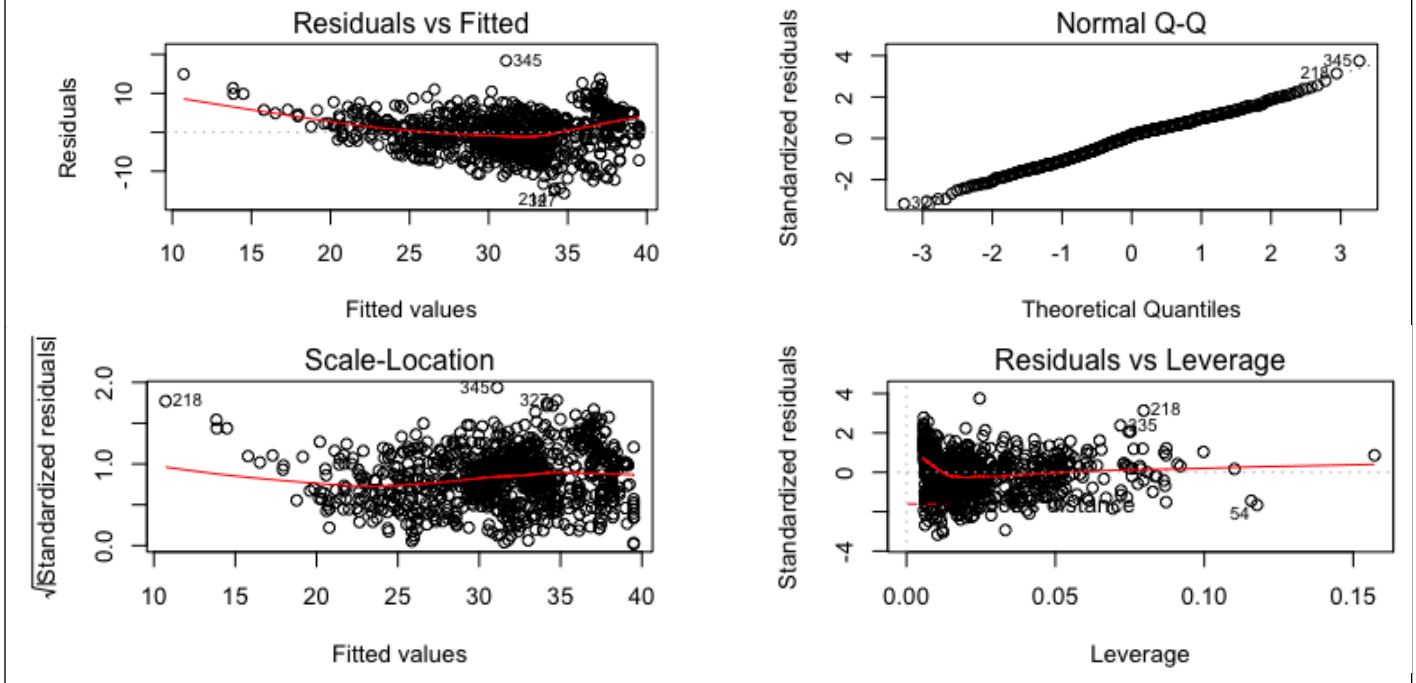 Residuals vs Fitted
Residuals
10
-10
345
327
10 15 20 25 30 35 40
Fitted values
Normal Q-Q
Standardized residuals
4
2
0
-2
345
218
-3 -2 -1 0 1 2 3
Theoretical Quantiles
Scale-Location
√|Standardized residuals|
2.0
1.0
0.0
218
345
327
10 15 20 25 30 35 40
Fitted values
Residuals vs Leverage
Standardized residuals
4
2
0
-2
-4
218
335
54
distance
0.00 0.05 0.10 0.15
Leverage